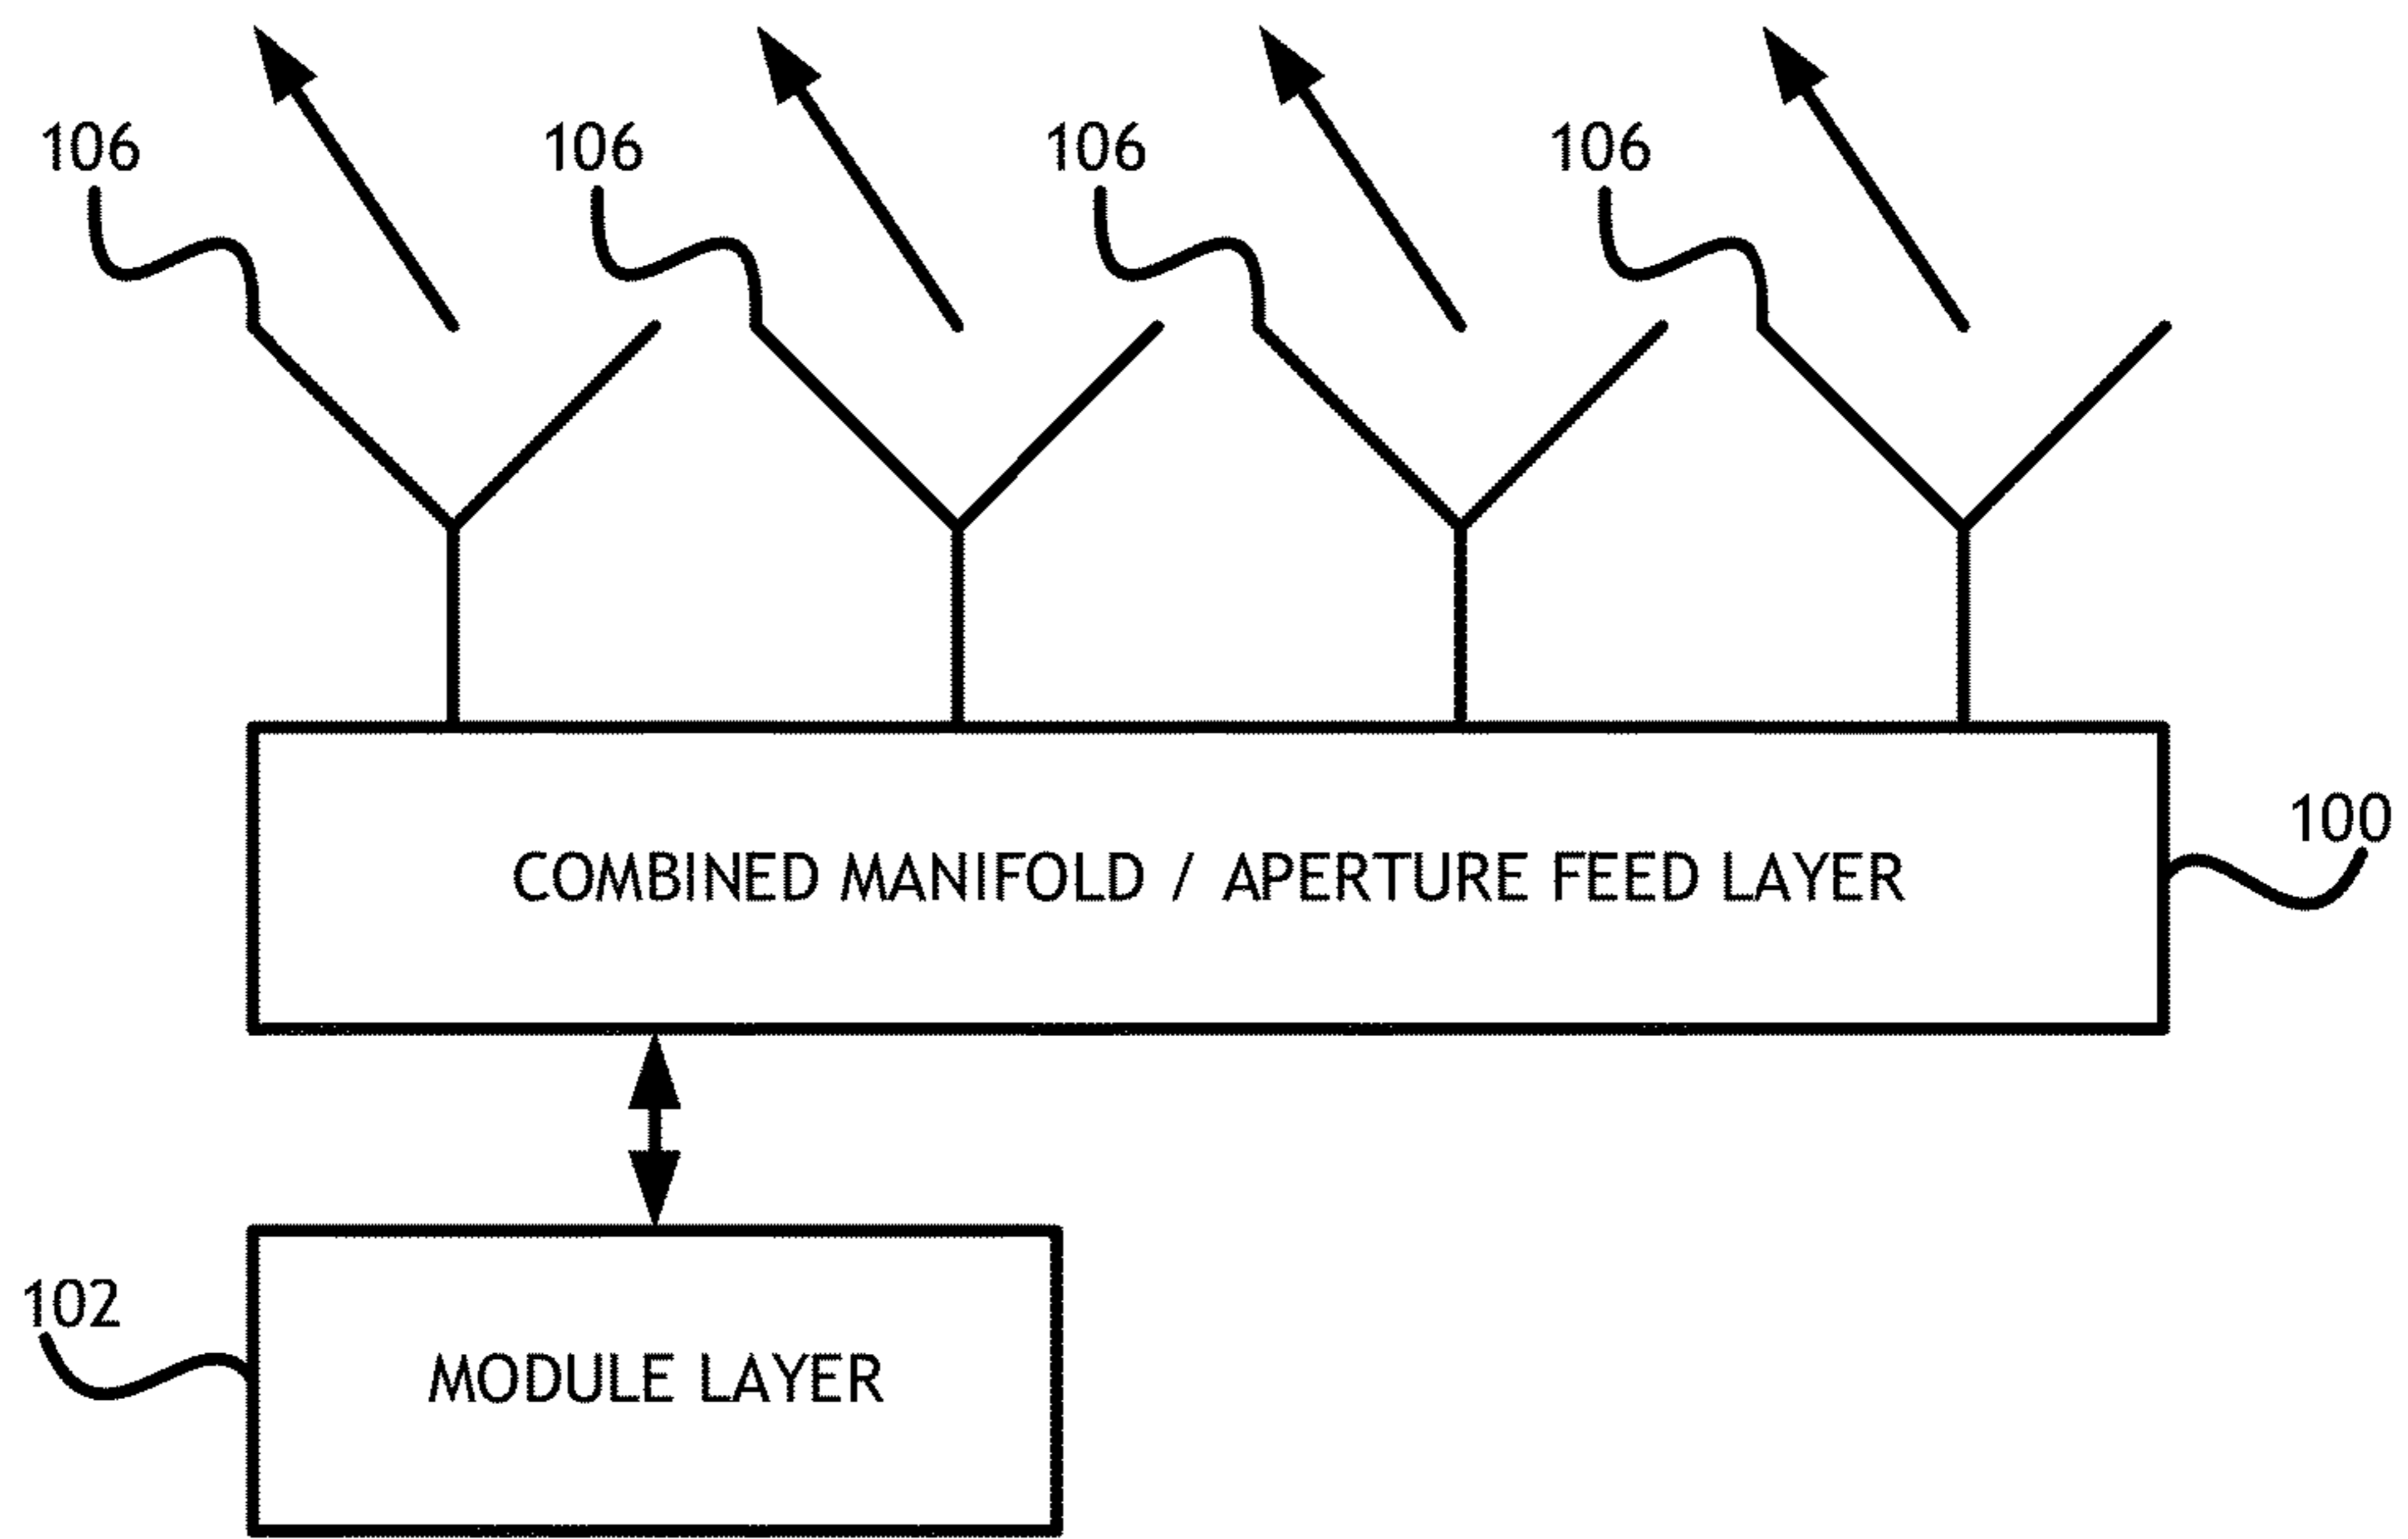 106 106 106 106
100
COMBINED MANIFOLD / APERTURE FEED LAYER
102
MODULE LAYER